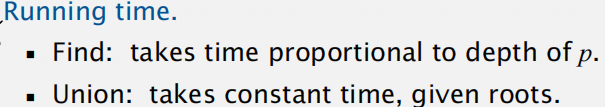 Running time.
▪ Find: takes time proportional to depth of p.
▪ Union: takes constant time, given roots.